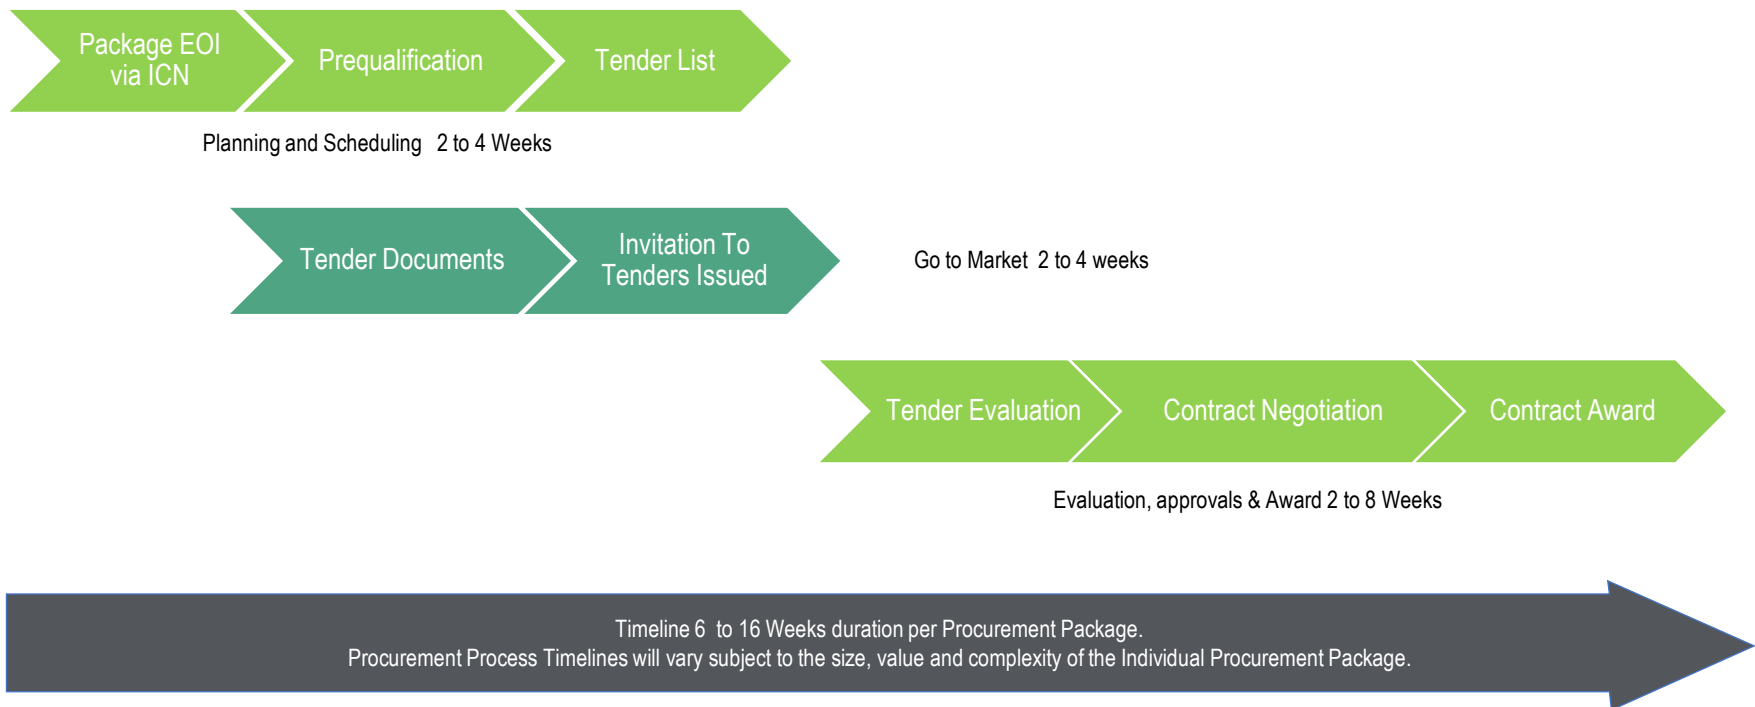 Package EOI
via ICN
Prequalification
Tender List
Planning and Scheduling 2 to 4 Weeks
Tender Documents
Invitation To
Tenders Issued
Go to Market 2 to 4 weeks
Tender Evaluation
Contract Negotiation
Contract Award
Evaluation, approvals & Award 2 to 8 Weeks
Timeline 6 to 16 Weeks duration per Procurement Package.
Procurement Process Timelines will vary subject to the size, value and complexity of the Individual Procurement Package.